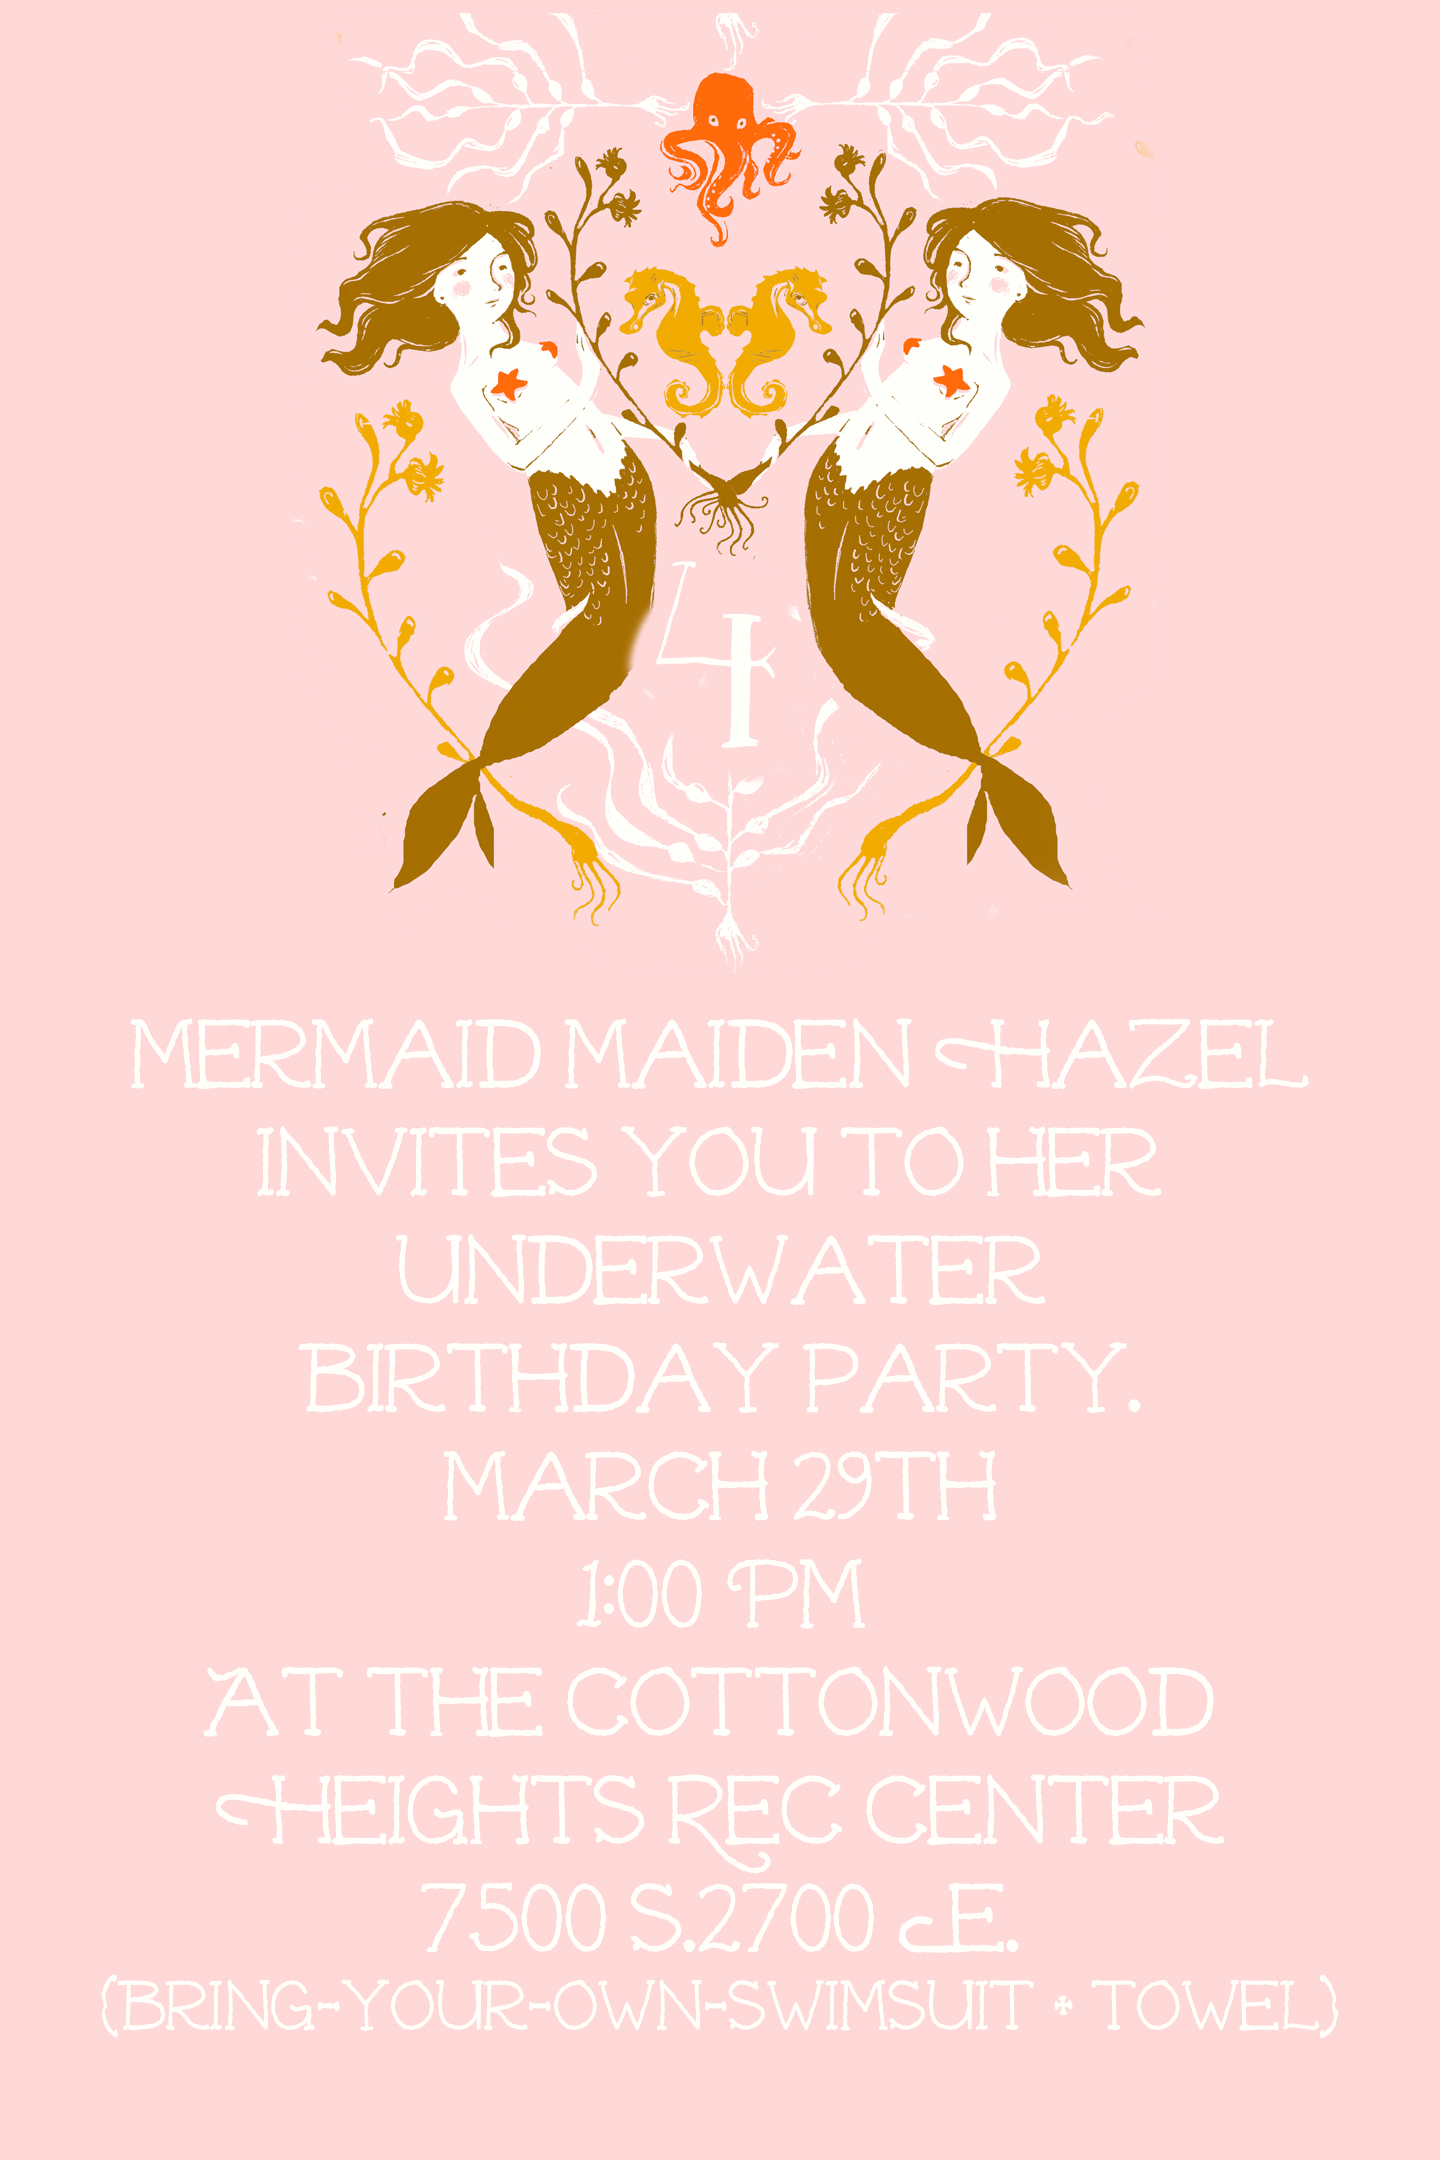 4
MERMAID MAIDEN HAZEL
INVITES YOU TO HER
UNDERWATER
BIRTHDAY PARTY.
MARCH 29TH
1:00 PM
AT THE COTTONWOOD
HEIGHTS REC CENTER
7500 S.2700 E.
(BRING-YOUR-OWN-SWIMSUIT + TOWEL)